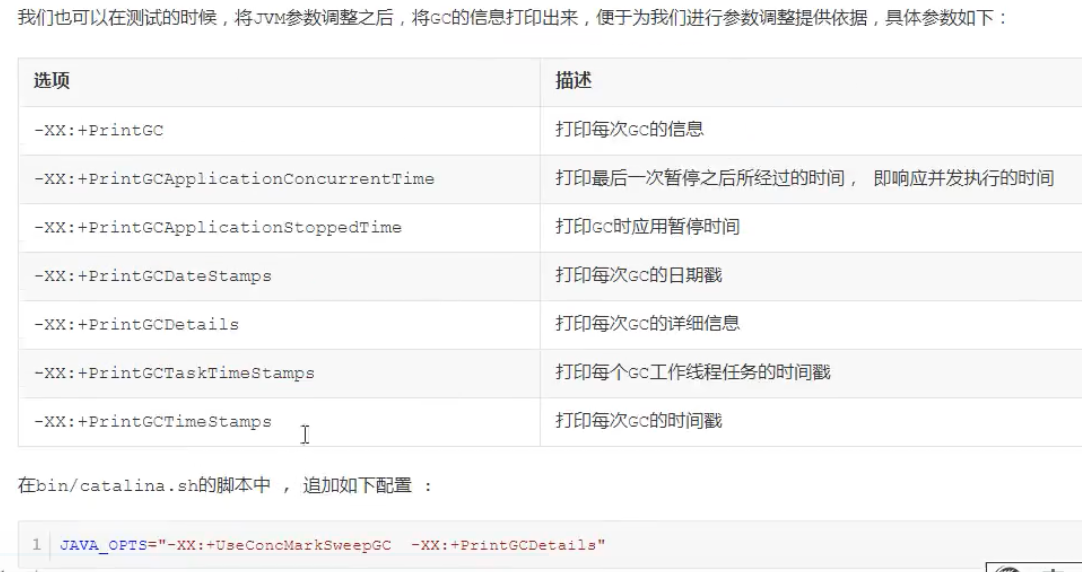 我们也可以在测试的时候，将JVM参数调整之后，将GC的信息打印出来，便于为我们进行参数调整提供依据，具体参数如下：
选项 描述
-XX:+PrintGC 打印每次GC的信息
-XX:+PrintGCApplicationConcurrentTime 打印最后一次暂停之后所经过的时间， 即响应并发执行的时间
-XX:+PrintGCApplicationStoppedTime 打印GC时应用暂停时间
-XX:+PrintGCDateStamps 打印每次GC的日期戳
-XX:+PrintGCDetails 打印每次GC的详细信息
-XX:+PrintGCTaskTimeStamps 打印每个GC工作线程任务的时间戳
-XX:+PrintGCTimeStamps 打印每次GC的时间戳
在bin/catalina.sh的脚本中 ， 追加如下配置 ：
1 JAVA_OPTS="-XX:+UseConcMarkSweepGC -XX:+PrintGCDetails"